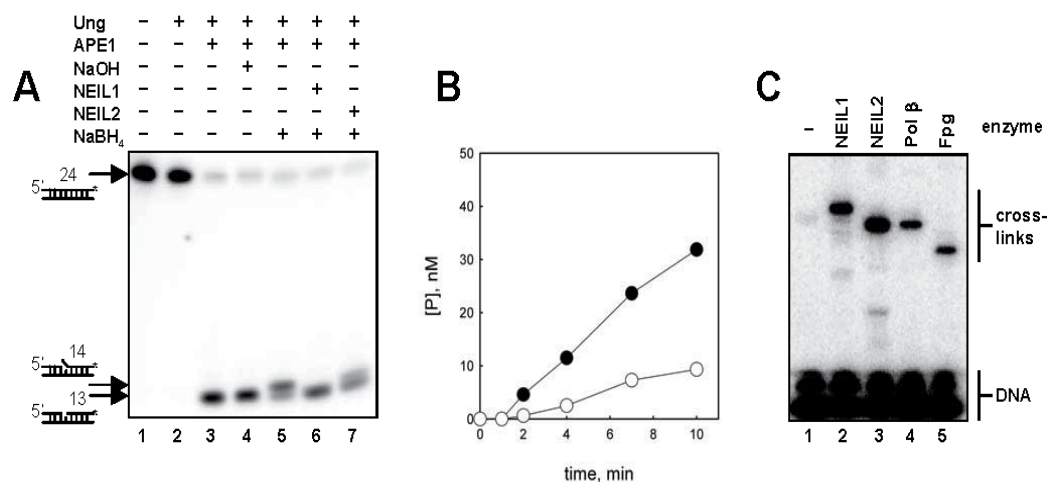 Ung – + + + + + +
APE1 – – + + + + +
NaOH – – – + – – –
NEIL1 – – – – – + –
NEIL2 – – – – – – +
NaBH4 – – – – + + +
A
24
5' *
14
5' *
13
5' *
1 2 3 4 5 6 7
B
50
40
30
20
10
0
[P], nM
0 2 4 6 8 10
time, min
C
– NEIL1 NEIL2 Pol β Fpg enzyme
cross-
links
DNA
1 2 3 4 5